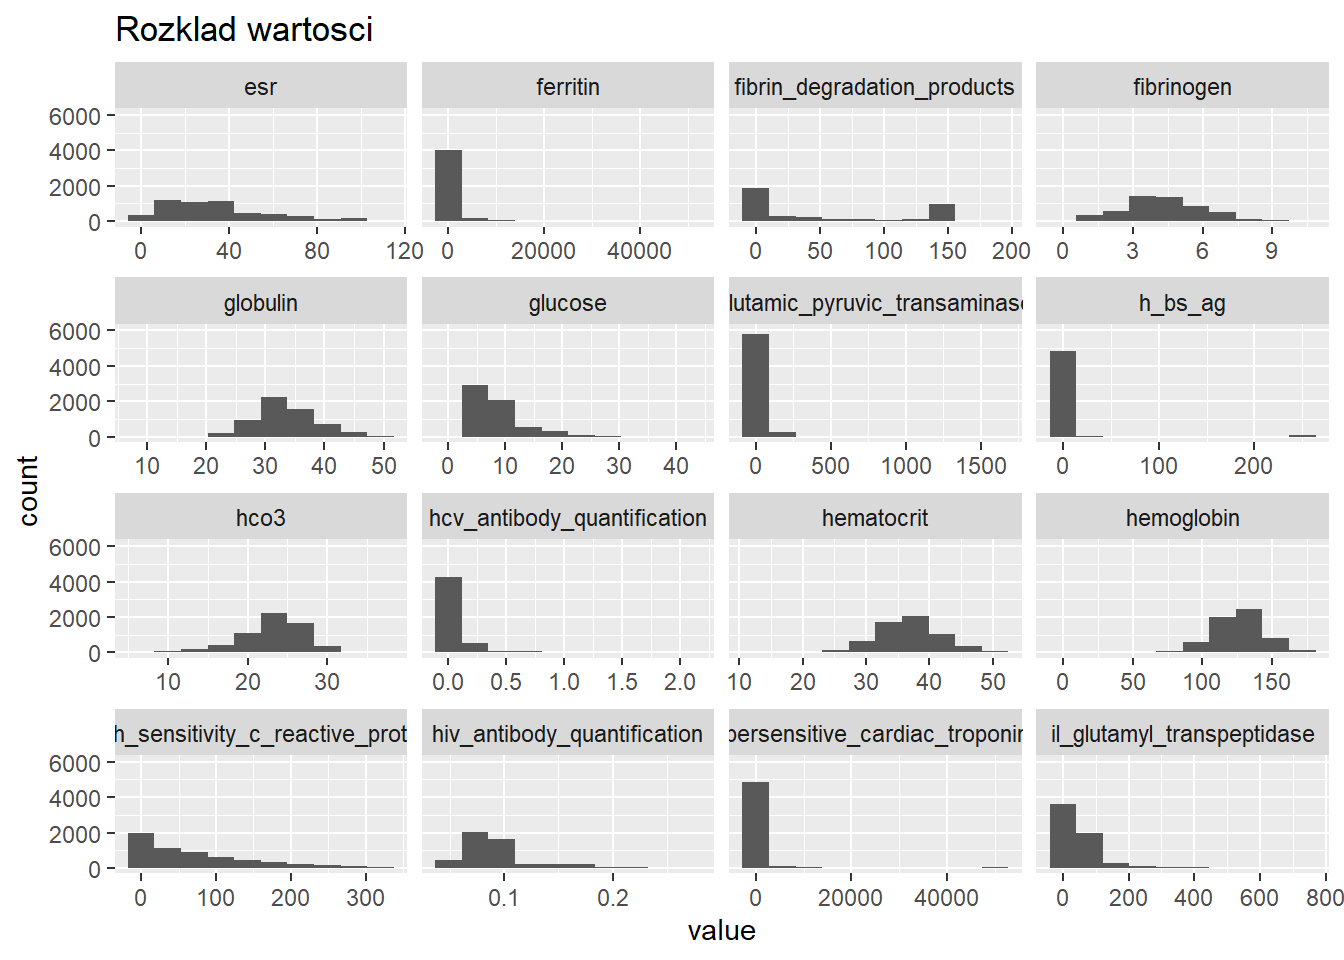 Rozklad wartosci
esr ferritin fibrin_degradation_products fibrinogen
6000
4000
2000
0
0 40 80 120 0 20000 40000 0 50 100 150 200 0 3 6 9
globulin glucose lutamic_pyruvic_transaminase h_bs_ag
6000
4000
2000
0
10 20 30 40 50 0 10 20 30 40 0 500 1000 1500 0 100 200
hco3 hcv_antibody_quantification hematocrit hemoglobin
6000
4000
2000
0
10 20 30 0.0 0.5 1.0 1.5 2.0 10 20 30 40 50 0 50 100 150
h_sensitivity_c_reactive_prot hiv_antibody_quantification persensitive_cardiac_troponin il_glutamyl_transpeptidase
6000
4000
2000
0
0 100 200 300 0.1 0.2 0 20000 40000 0 200 400 600 800
count
value